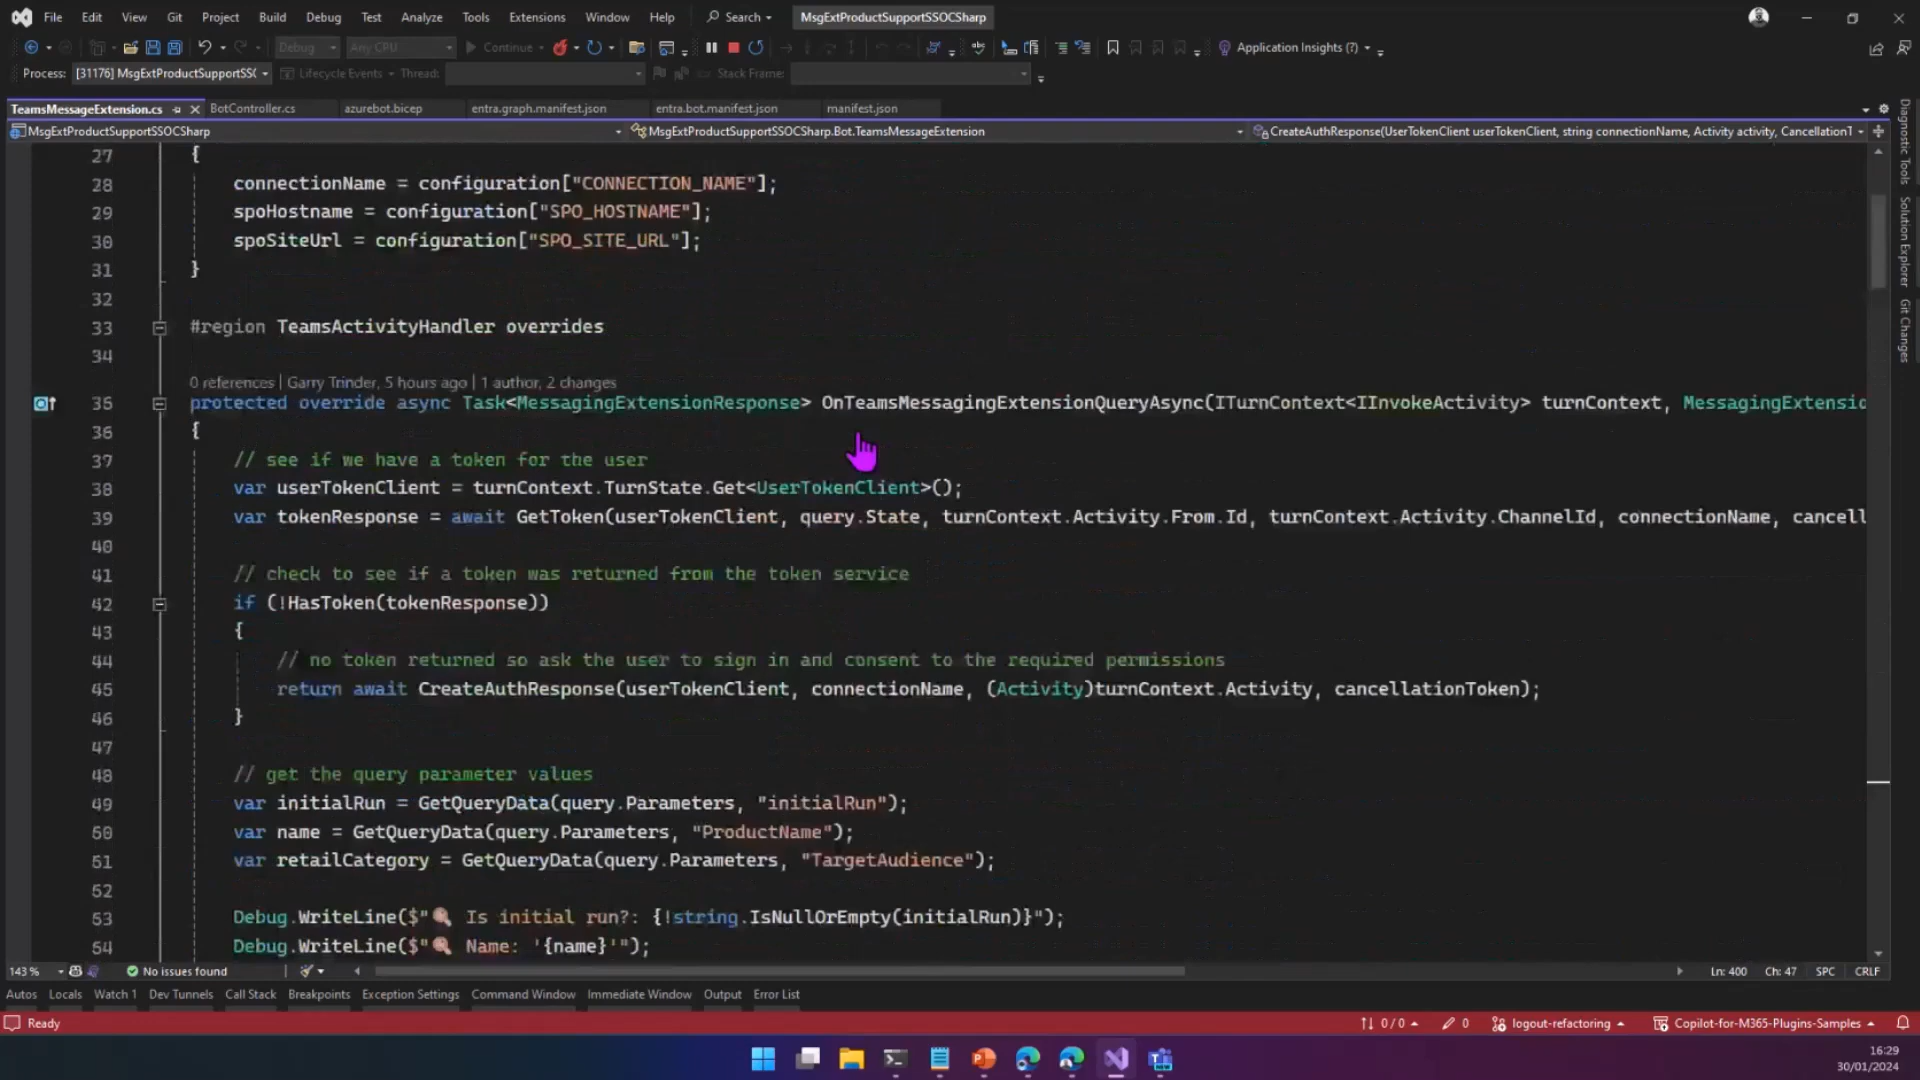 File Edit View Git Project Build Debug Test Analyze Tools Extensions Window Help Search MsgExtProductSupportSSOCSharp
Debug Any CPU Continue Application Insights (?)
Process: [31176] MsgExtProductSupportSS( Lifecycle Events Thread: Stack Frame:
TeamsMessageExtension.cs BotController.cs azurebot.bicep entra.graph.manifest.json entra.bot.manifest.json manifest.json
MsgExtProductSupportSSOCSharp MsgExtProductSupportSSOCSharp.Bot.TeamsMessageExtension CreateAuthResponse(UserTokenClient userTokenClient, string connectionName, Activity activity, CancellationT
27 {
28 connectionName = configuration["CONNECTION_NAME"];
29 spoHostname = configuration["SPO_HOSTNAME"];
30 spoSiteUrl = configuration["SPO_SITE_URL"];
31 }
32
33 #region TeamsActivityHandler overrides
34
0 references | Garry Trinder, 5 hours ago | 1 author, 2 changes
35 protected override async Task<MessagingExtensionResponse> OnTeamsMessagingExtensionQueryAsync(ITurnContext<IInvokeActivity> turnContext, MessagingExtensio
36 {
37 // see if we have a token for the user
38 var userTokenClient = turnContext.TurnState.Get<UserTokenClient>();
39 var tokenResponse = await GetToken(userTokenClient, query.State, turnContext.Activity.From.Id, turnContext.Activity.ChannelId, connectionName, cancell
40
41 // check to see if a token was returned from the token service
42 if (!HasToken(tokenResponse))
43 {
44 // no token returned so ask the user to sign in and consent to the required permissions
45 return await CreateAuthResponse(userTokenClient, connectionName, (Activity)turnContext.Activity, cancellationToken);
46 }
47
48 // get the query parameter values
49 var initialRun = GetQueryData(query.Parameters, "initialRun");
50 var name = GetQueryData(query.Parameters, "ProductName");
51 var retailCategory = GetQueryData(query.Parameters, "TargetAudience");
52
53 Debug.WriteLine($"🔍 Is initial run?: {!string.IsNullOrEmpty(initialRun)}");
54 Debug.WriteLine($"🔍 Name: '{name}'");
Diagnostic Tools
Solution Explorer
Git Changes
143 % No issues found Ln: 400 Ch: 47 SPC CRLF
Autos Locals Watch 1 Dev Tunnels Call Stack Breakpoints Exception Settings Command Window Immediate Window Output Error List
Ready 0 / 0 0 logout-refactoring Copilot-for-M365-Plugins-Samples
16:29
30/01/2024